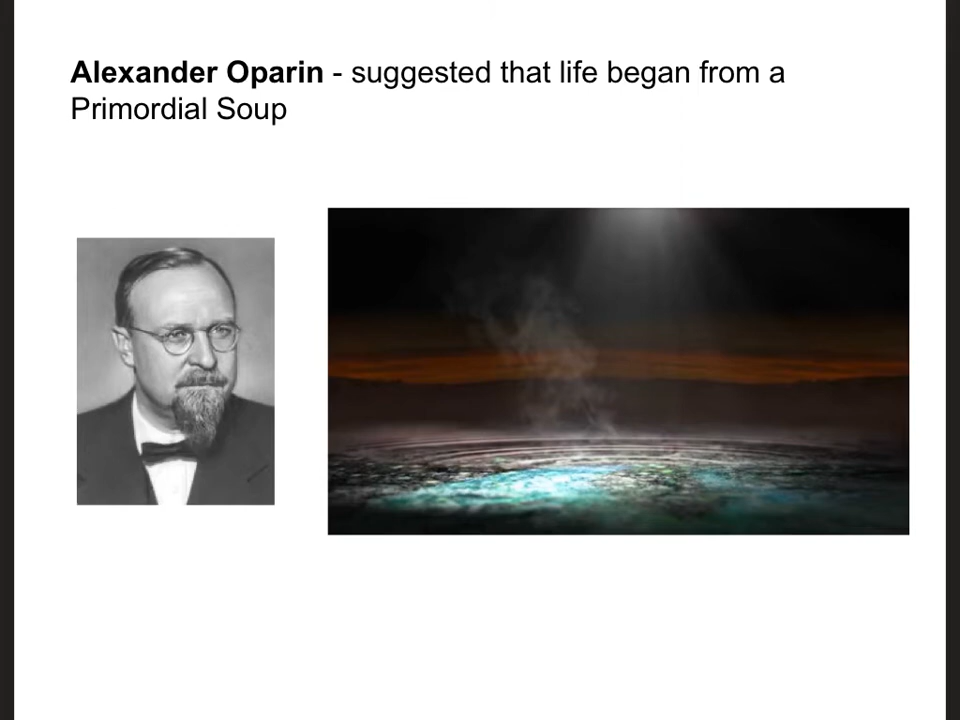 Alexander Oparin - suggested that life began from a
Primordial Soup